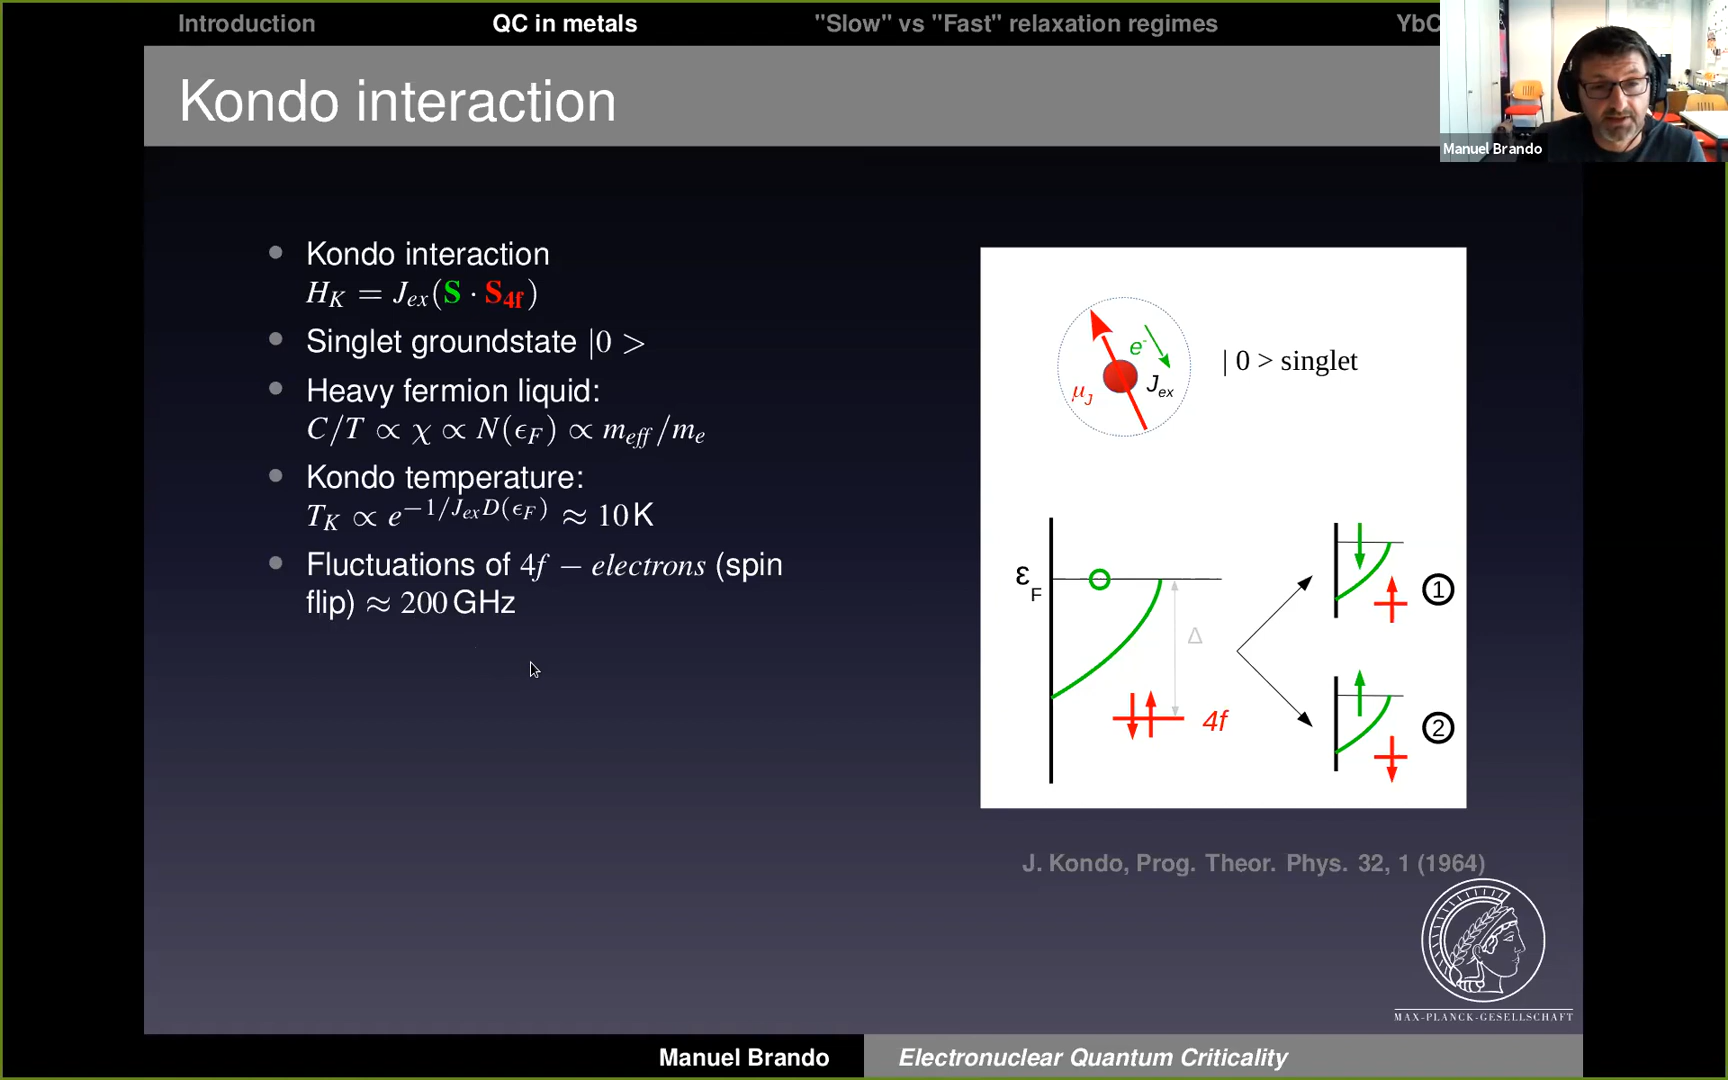 Introduction
QC in metals
"Slow" vs "Fast" relaxation regimes
YbC
Kondo interaction
Manuel Brando
• Kondo interaction
H_K = J_ex(S · S_4f)
• Singlet groundstate |0 >
• Heavy fermion liquid:
C/T ∝ χ ∝ N(ϵ_F) ∝ m_eff/m_e
• Kondo temperature:
T_K ∝ e^{−1/J_ex D(ϵ_F)} ≈ 10 K
• Fluctuations of 4f − electrons (spin
flip) ≈ 200 GHz
e⁻
μ_J
J_ex
| 0 > singlet
ε_F
Δ
4f
1
2
J. Kondo, Prog. Theor. Phys. 32, 1 (1964)
MAX-PLANCK-GESELLSCHAFT
Manuel Brando
Electronuclear Quantum Criticality